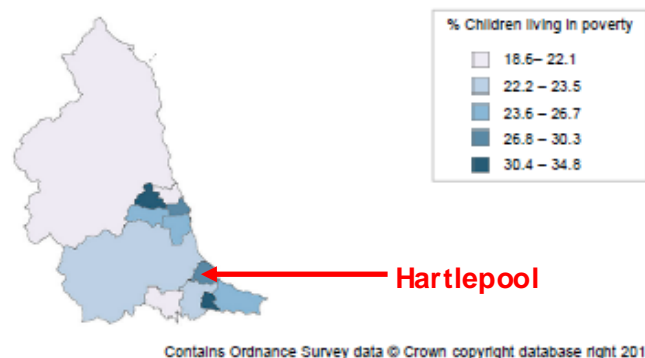 % Children living in poverty
18.6– 22.1
22.2 – 23.5
23.6 – 26.7
26.8 – 30.3
30.4 – 34.8
Hartlepool
Contains Ordnance Survey data © Crown copyright database right 201